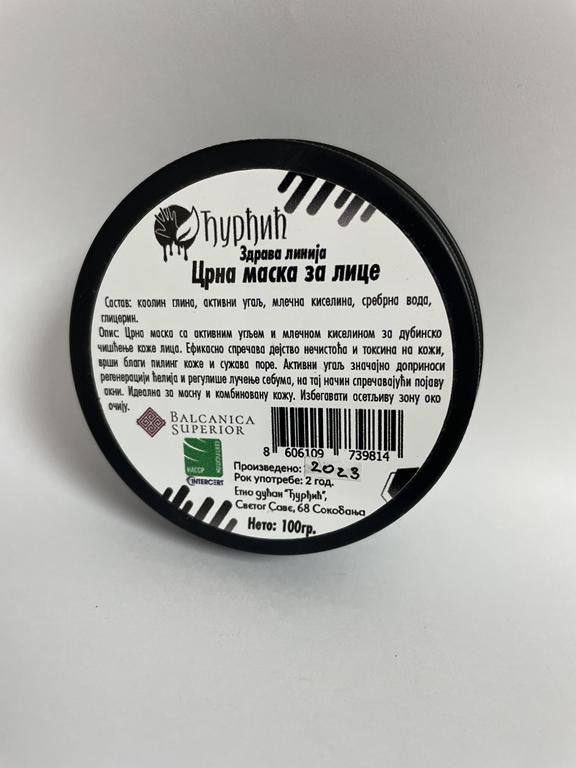 Ђурђић
Здрава линија
Црна маска за лице
Састав: каолин глина, активни угаљ, млечна киселина, сребрна вода,
глицерин.
Опис: Црна маска са активним угљем и млечном киселином за дубинско
чишћење коже лица. Ефикасно спречава дејство нечистоћа и токсина на кожи,
врши благи пилинг коже и сужава поре. Активни угаљ значајно доприноси
регенерацији ћелија и регулише лучење себума, на тај начин спречавајући појаву
акни. Идеална за масну и комбиновану кожу. Избегавати осетљиву зону око
очију.
BALCANICA
SUPERIOR
8 606109 739814
HACCP
CERTIFICATION
INTERCERT
Произведено: 2023
Рок употребе: 2 год.
Етно дућан "Ђурђић",
Светог Саве, 68 Сокобања
Нето: 100гр.